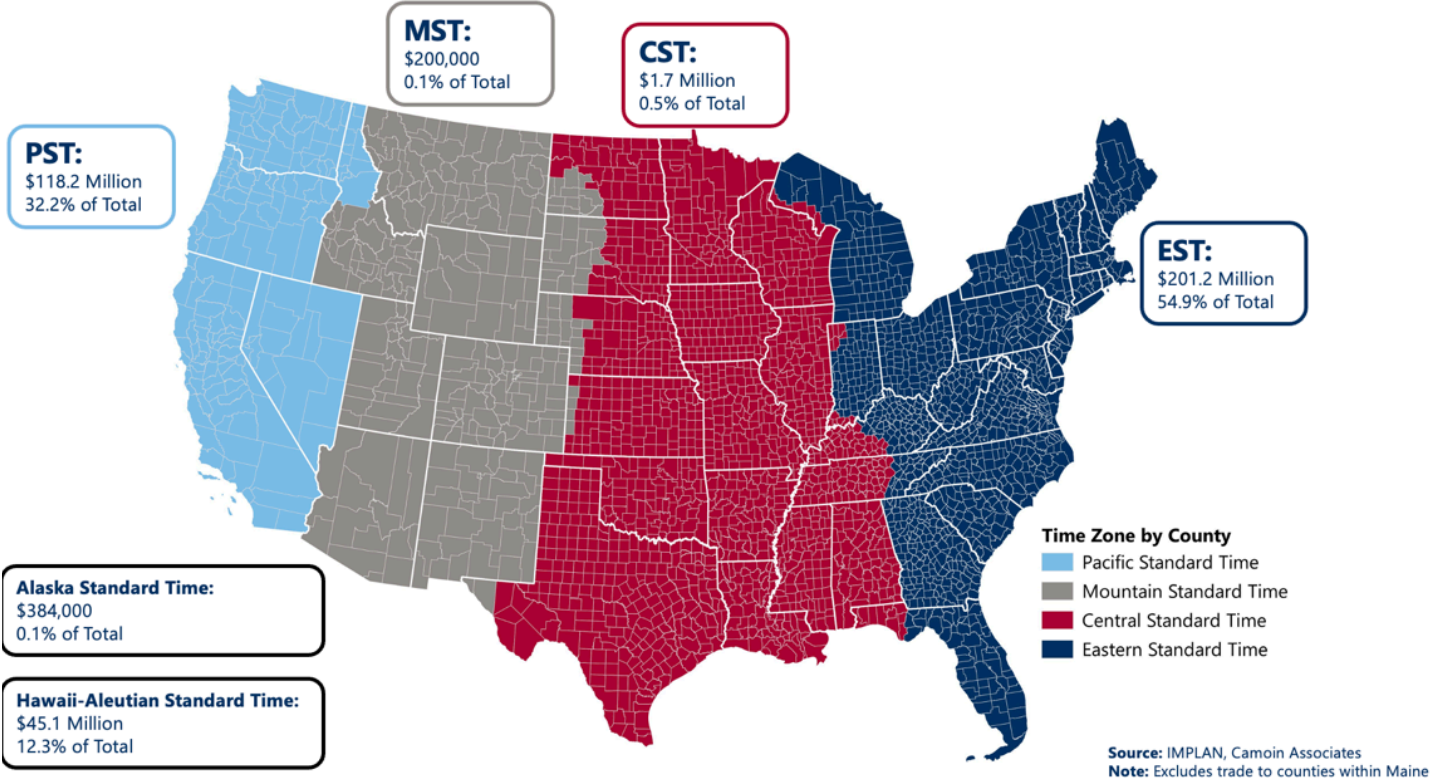 MST:
$200,000
0.1% of Total
CST:
$1.7 Million
0.5% of Total
PST:
$118.2 Million
32.2% of Total
EST:
$201.2 Million
54.9% of Total
Time Zone by County
Pacific Standard Time
Mountain Standard Time
Central Standard Time
Eastern Standard Time
Alaska Standard Time:
$384,000
0.1% of Total
Hawaii-Aleutian Standard Time:
$45.1 Million
12.3% of Total
Source: IMPLAN, Camoin Associates
Note: Excludes trade to counties within Maine